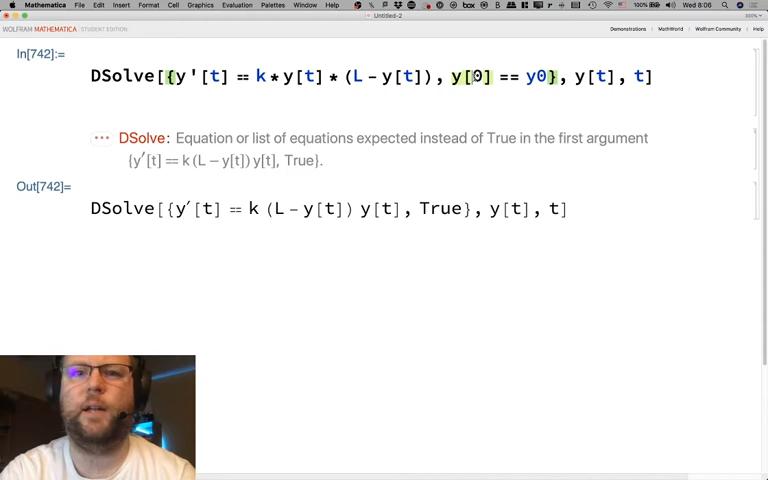 Mathematica File Edit Insert Format Cell Graphics Evaluation Palettes Window Help
100% Wed 8:06
Untitled-2
WOLFRAM MATHEMATICA STUDENT EDITION Demonstrations MathWorld Wolfram Community Help
In[742]:=
DSolve[{y'[t] == k*y[t]*(L-y[t]), y[0] == y0}, y[t], t]
DSolve: Equation or list of equations expected instead of True in the first argument
{y′[t] == k (L - y[t]) y[t], True}.
Out[742]=
DSolve[{y′[t] == k (L - y[t]) y[t], True}, y[t], t]